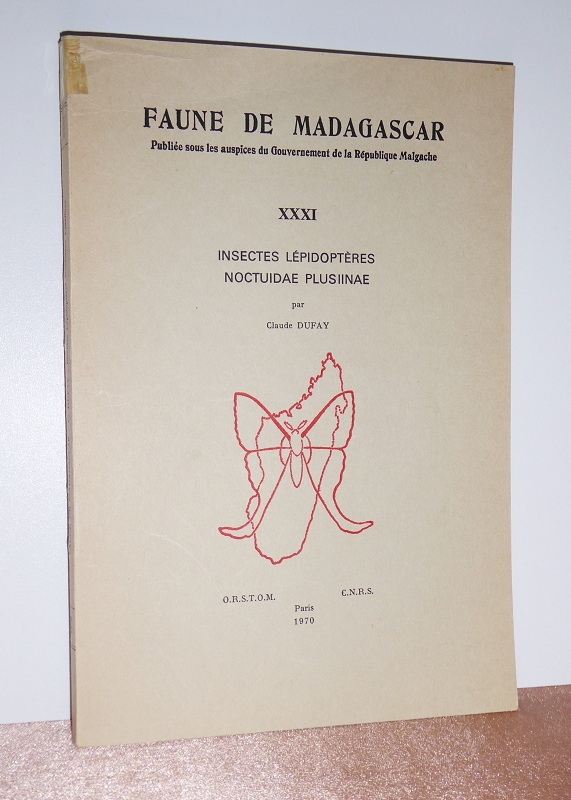 FAUNE DE MADAGASCAR
Publiée sous les auspices du Gouvernement de la République Malgache
XXXI
INSECTES LÉPIDOPTÈRES
NOCTUIDAE PLUSIINAE
par
Claude DUFAY
O.R.S.T.O.M. C.N.R.S.
Paris
1970